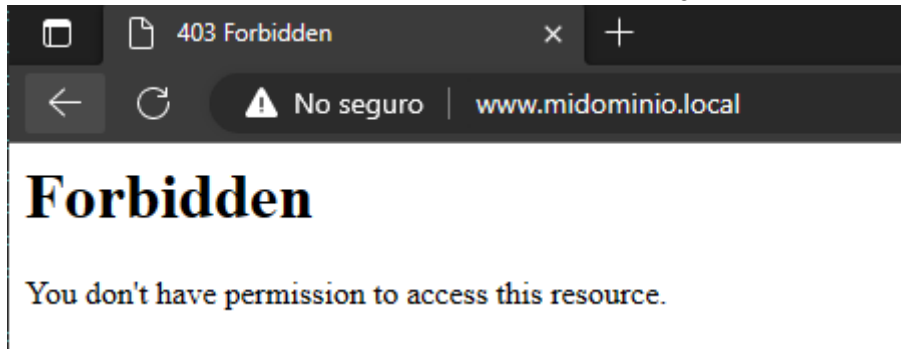 403 Forbidden
No seguro www.midominio.local
Forbidden
You don't have permission to access this resource.